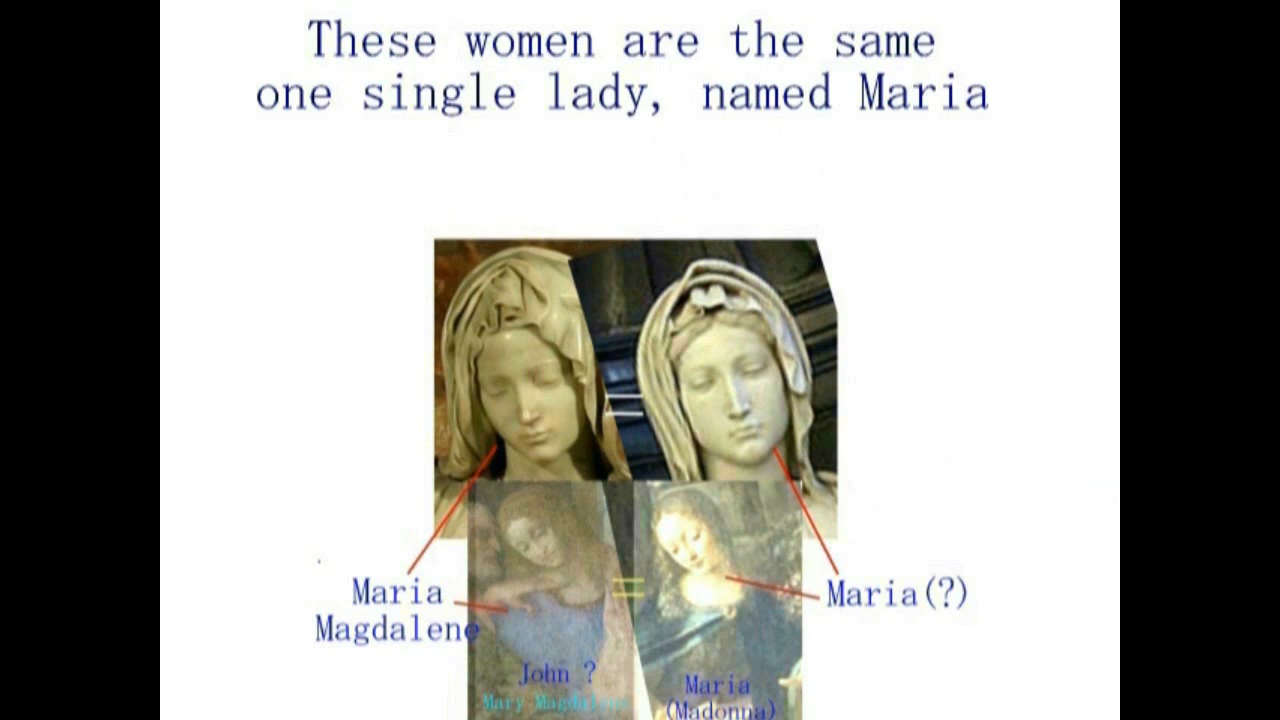 These women are the same
one single lady, named Maria
Maria
Magdalene
Maria(?)
John ?
Mary Magdalene
Maria
(Madonna)